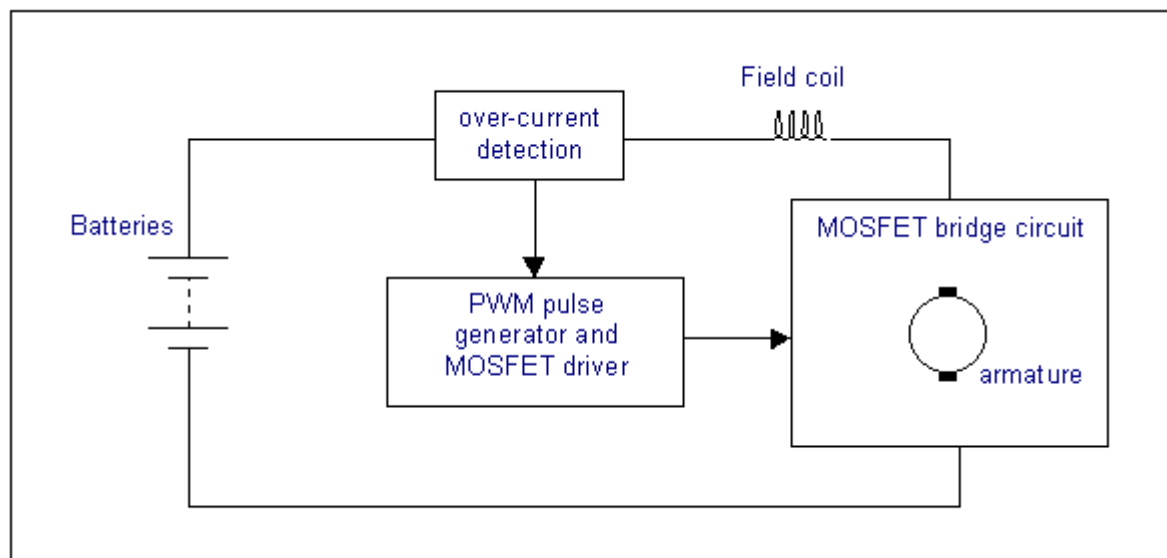 Field coil
over-current
detection
Batteries
MOSFET bridge circuit
PWM pulse
generator and
MOSFET driver
armature